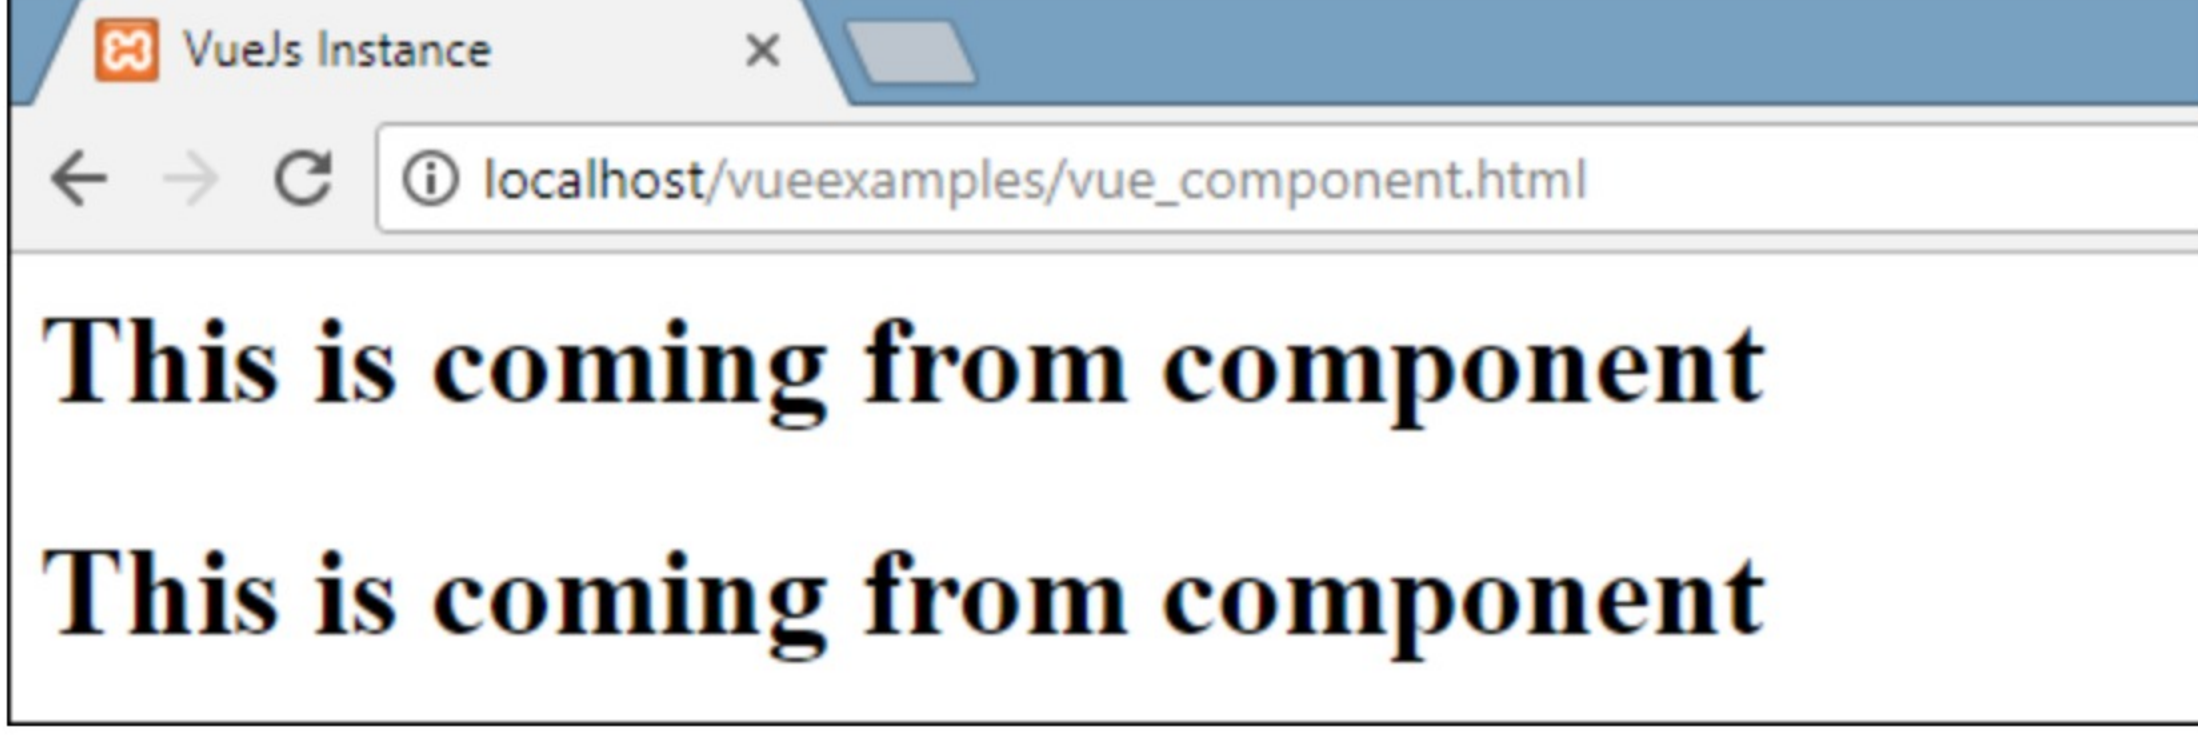 VueJs Instance
localhost/vueexamples/vue_component.html
This is coming from component
This is coming from component